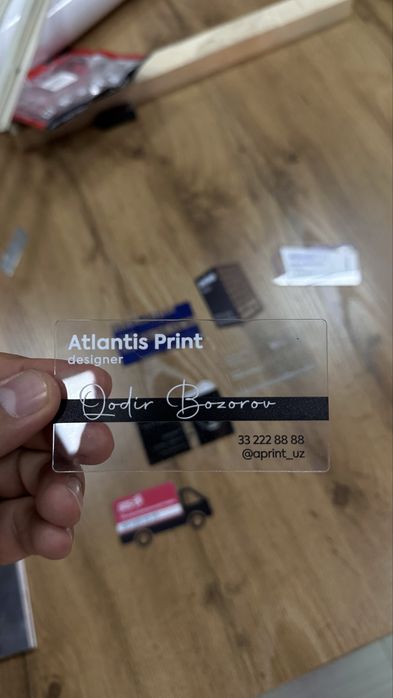 Atlantis Print
designer
Qodir Bozorov
33 222 88 88
@aprint_uz